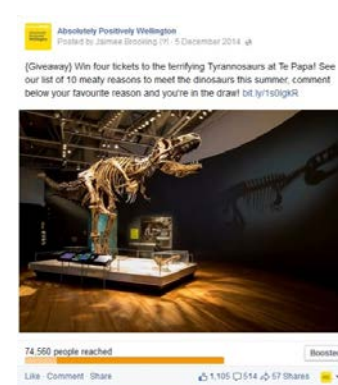 Absolutely Positively Wellington
Posted by Jaimee Brooking [?] · 5 December 2014
{Giveaway} Win four tickets to the terrifying Tyrannosaurs at Te Papa! See
our list of 10 meaty reasons to meet the dinosaurs this summer, comment
below your favourite reason and you're in the draw! bit.ly/1s0lgkR
74,560 people reached
Booste
Like · Comment · Share
1,105 514 57 Shares